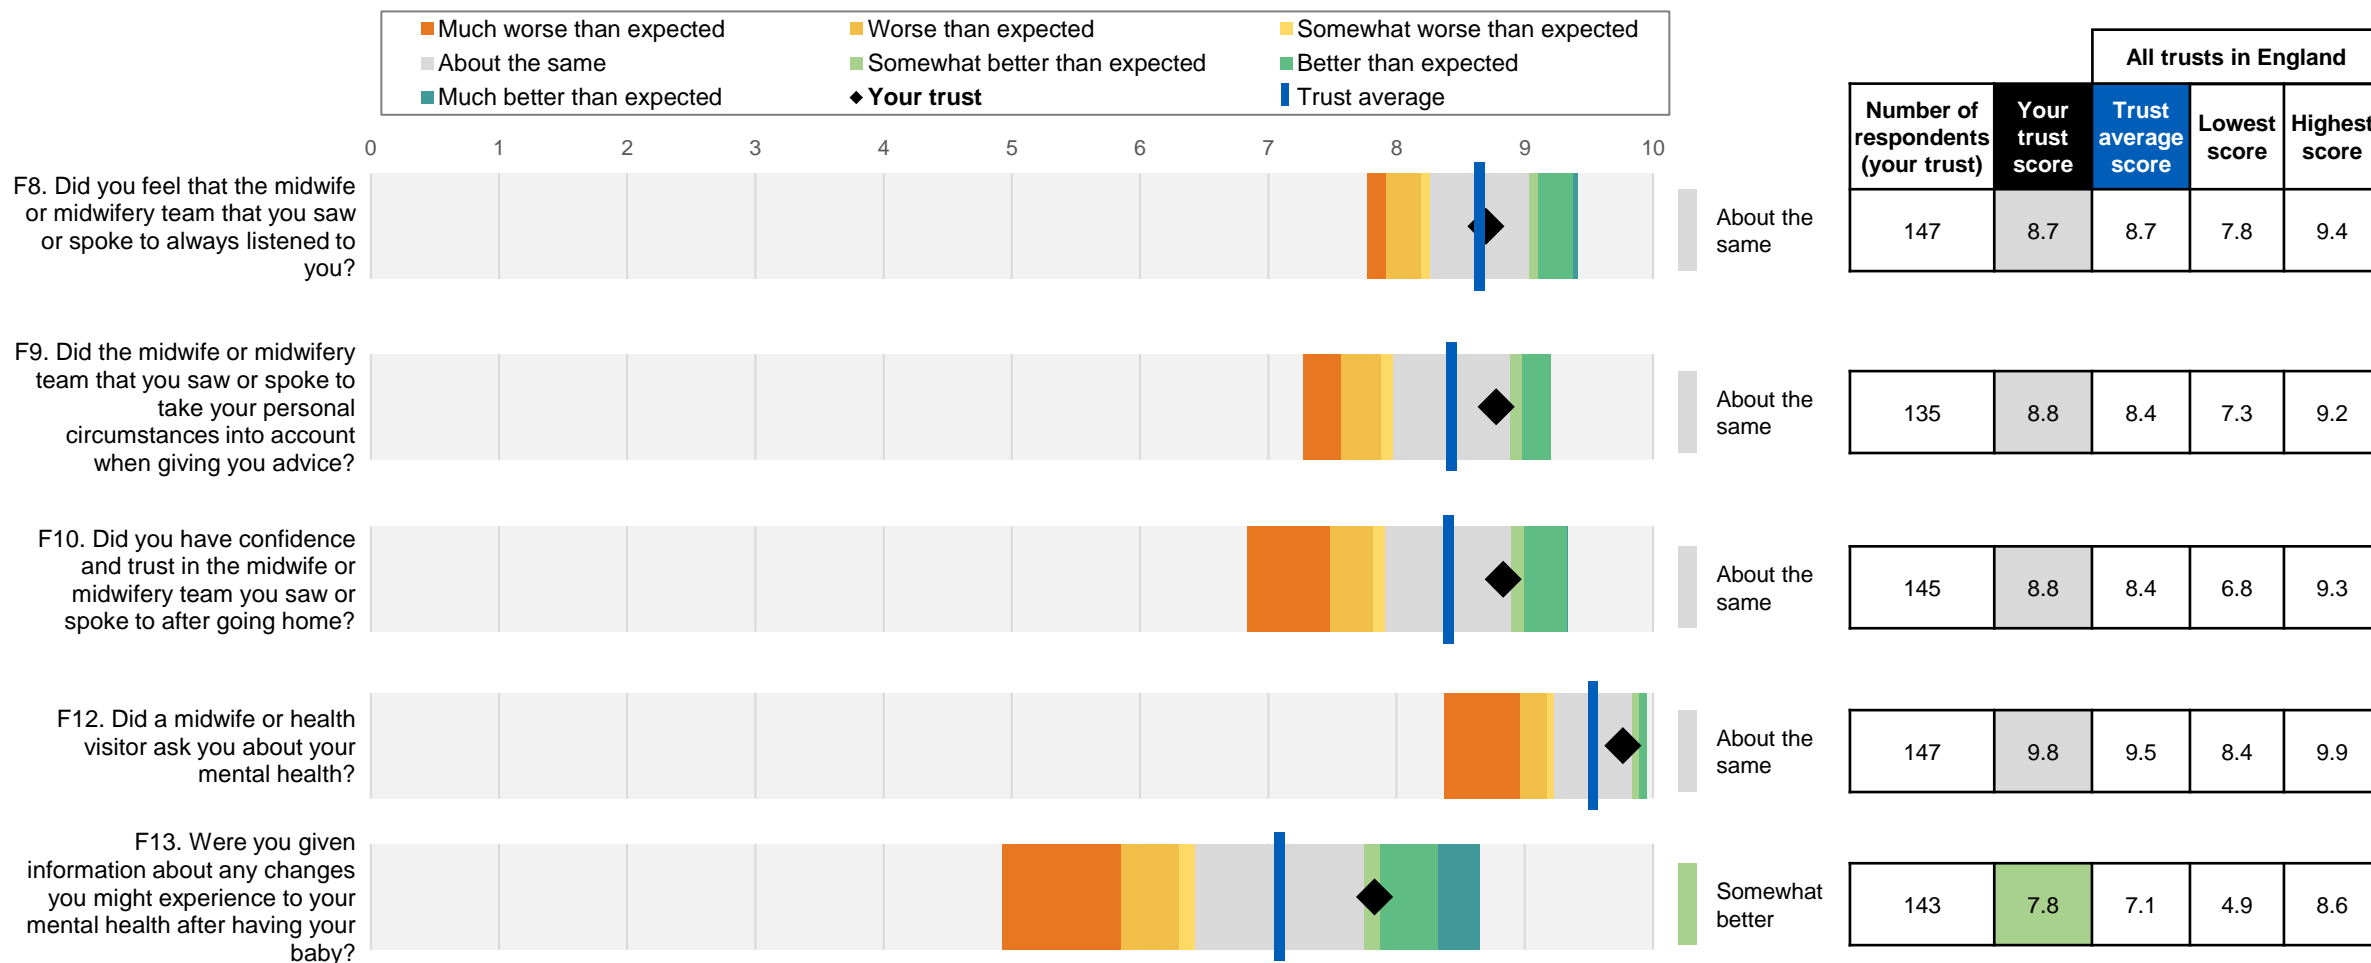 Much worse than expected
Worse than expected
Somewhat worse than expected
About the same
Somewhat better than expected
Better than expected
Much better than expected
Your trust
Trust average
All trusts in England
Number of respondents (your trust)
Your trust score
Trust average score
Lowest score
Highest score
0 1 2 3 4 5 6 7 8 9 10
F8. Did you feel that the midwife
or midwifery team that you saw
or spoke to always listened to
you?
About the
same
147 8.7 8.7 7.8 9.4
F9. Did the midwife or midwifery
team that you saw or spoke to
take your personal
circumstances into account
when giving you advice?
About the
same
135 8.8 8.4 7.3 9.2
F10. Did you have confidence
and trust in the midwife or
midwifery team you saw or
spoke to after going home?
About the
same
145 8.8 8.4 6.8 9.3
F12. Did a midwife or health
visitor ask you about your
mental health?
About the
same
147 9.8 9.5 8.4 9.9
F13. Were you given
information about any changes
you might experience to your
mental health after having your
baby?
Somewhat
better
143 7.8 7.1 4.9 8.6